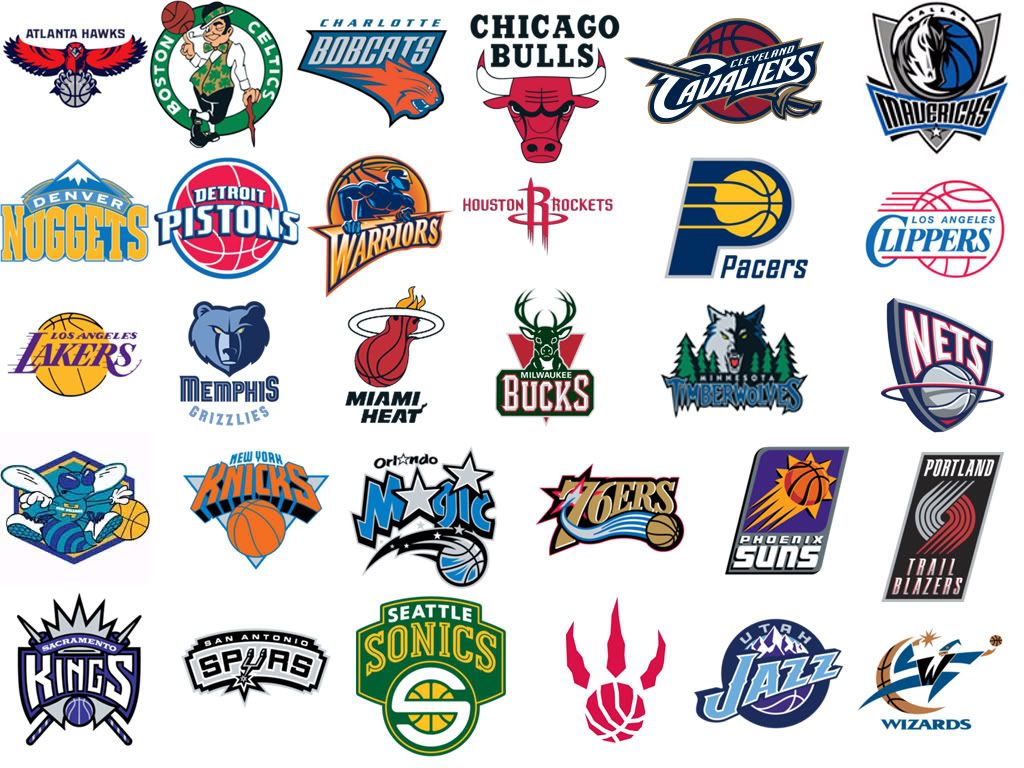 ATLANTA HAWKS
BOSTON CELTICS
CHARLOTTE
BOBCATS
CHICAGO
BULLS
CLEVELAND
CAVALIERS
DALLAS
MAVERICKS
DENVER
NUGGETS
DETROIT
PISTONS
WARRIORS
HOUSTON ROCKETS
Pacers
LOS ANGELES
CLIPPERS
LOS ANGELES
LAKERS
MEMPHIS
GRIZZLIES
MIAMI
HEAT
MILWAUKEE
BUCKS
MINNESOTA
TIMBERWOLVES
NETS
NEW YORK
KNICKS
Orlando
Magic
76ERS
PHOENIX
SUNS
PORTLAND
TRAIL
BLAZERS
SACRAMENTO
KINGS
SAN ANTONIO
SPURS
SEATTLE
SONICS
UTAH
JAZZ
W
WIZARDS